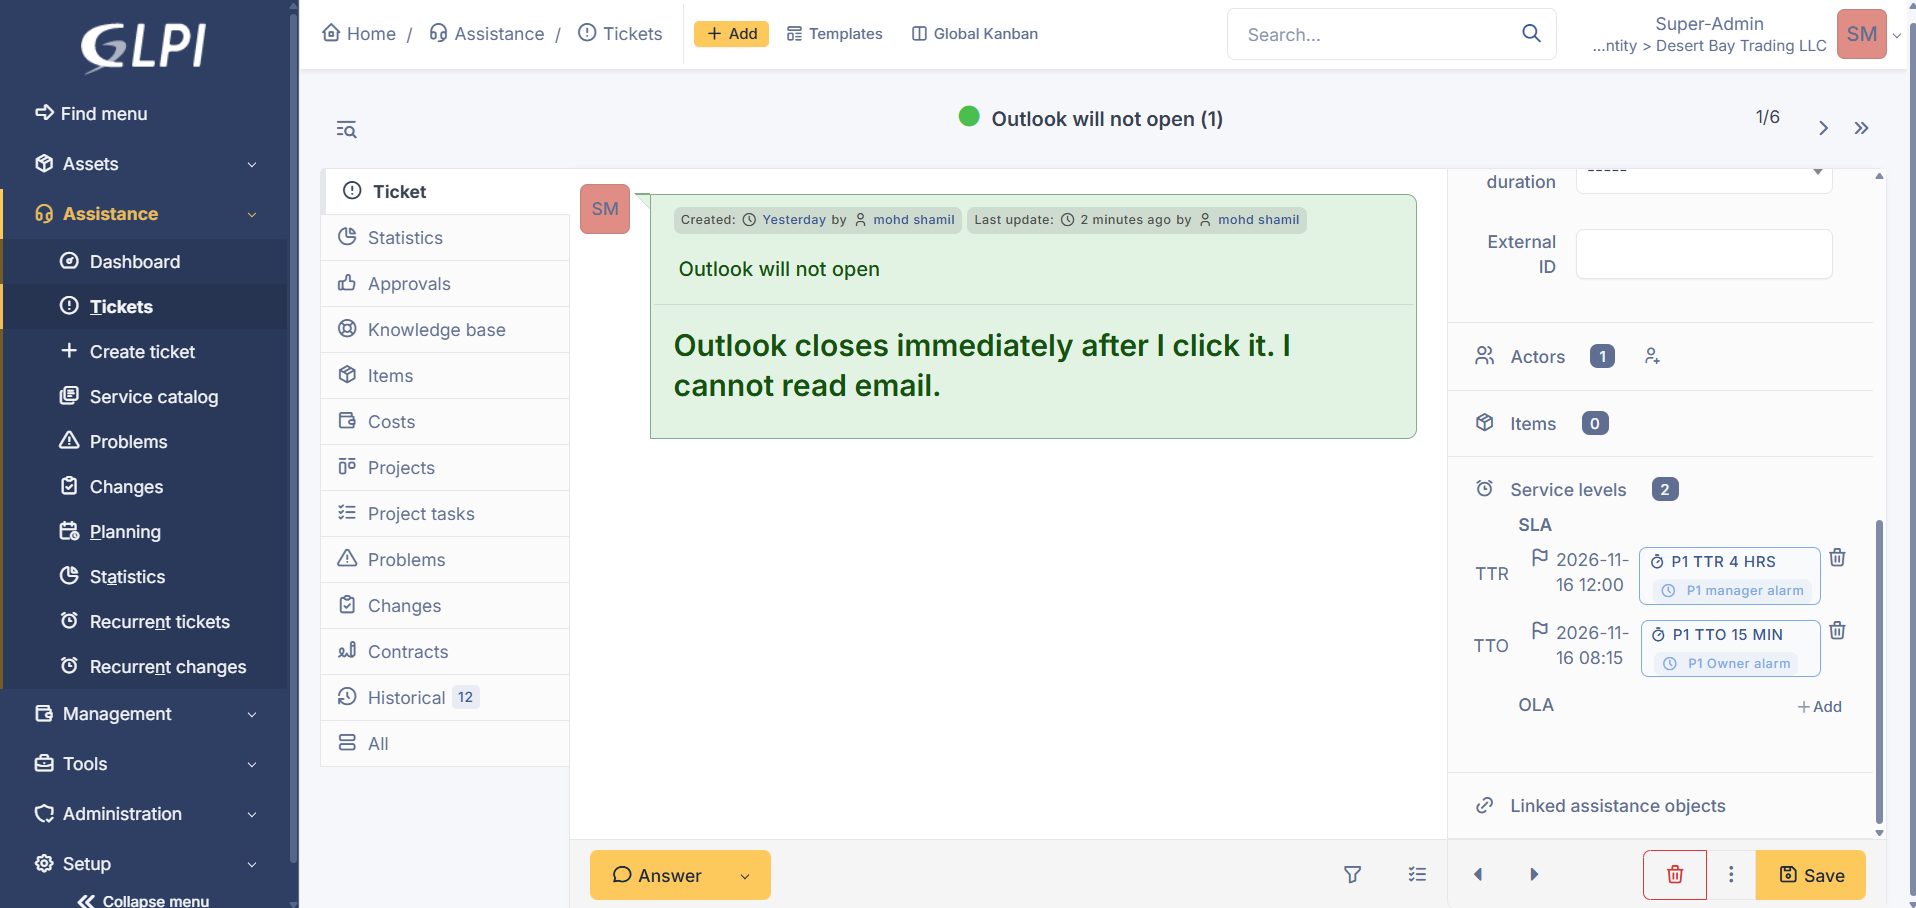 GLPI
Find menu
Assets
Assistance
Dashboard
Tickets
Create ticket
Service catalog
Problems
Changes
Planning
Statistics
Recurrent tickets
Recurrent changes
Management
Tools
Administration
Setup
Collapse menu
Home / Assistance / Tickets
Add
Templates
Global Kanban
Search...
Super-Admin
...ntity > Desert Bay Trading LLC
SM
Outlook will not open (1)
1/6
Ticket
Statistics
Approvals
Knowledge base
Items
Costs
Projects
Project tasks
Problems
Changes
Contracts
Historical 12
All
SM
Created: Yesterday by mohd shamil
Last update: 2 minutes ago by mohd shamil
Outlook will not open
Outlook closes immediately after I click it. I
cannot read email.
Answer
duration
-----
External
ID
Actors 1
Items 0
Service levels 2
SLA
TTR
2026-11-
16 12:00
P1 TTR 4 HRS
P1 manager alarm
TTO
2026-11-
16 08:15
P1 TTO 15 MIN
P1 Owner alarm
OLA
+ Add
Linked assistance objects
Save